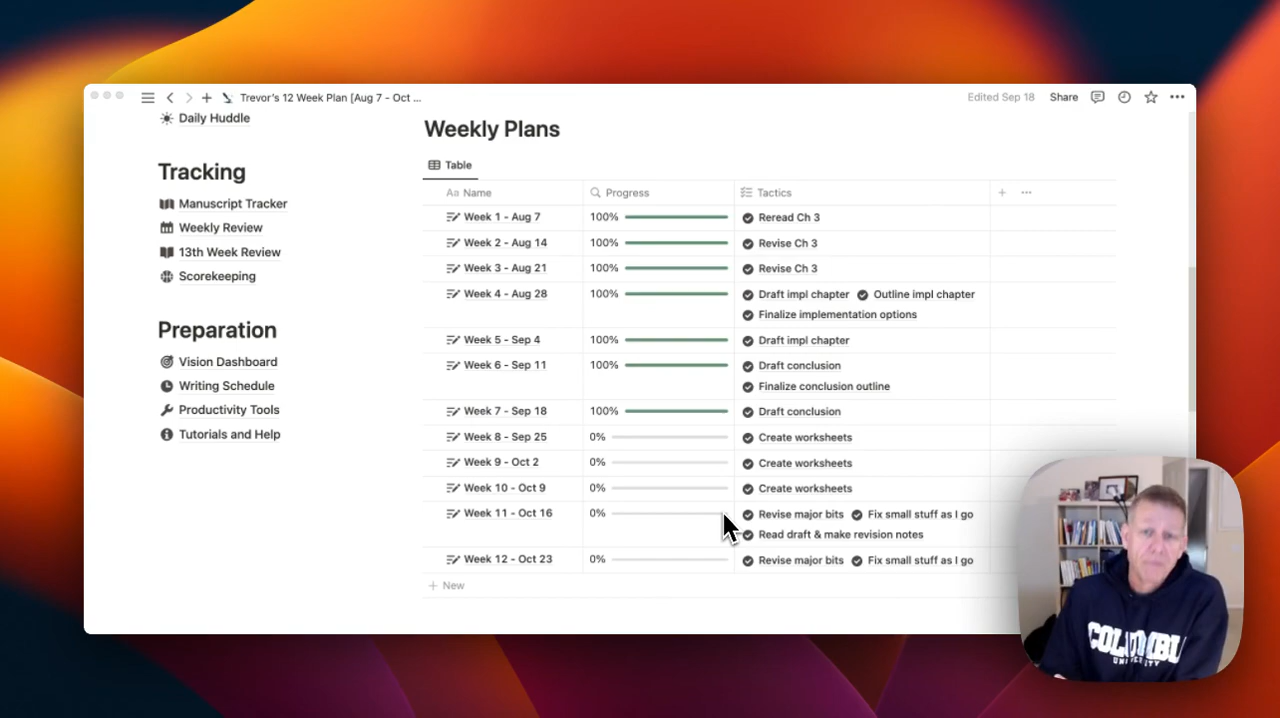 Trevor's 12 Week Plan [Aug 7 - Oct ...
Edited Sep 18
Share
Daily Huddle
Tracking
Manuscript Tracker
Weekly Review
13th Week Review
Scorekeeping
Preparation
Vision Dashboard
Writing Schedule
Productivity Tools
Tutorials and Help
Weekly Plans
Table
Aa Name Progress Tactics
Week 1 - Aug 7 100% Reread Ch 3
Week 2 - Aug 14 100% Revise Ch 3
Week 3 - Aug 21 100% Revise Ch 3
Week 4 - Aug 28 100% Draft impl chapter Outline impl chapter
Finalize implementation options
Week 5 - Sep 4 100% Draft impl chapter
Week 6 - Sep 11 100% Draft conclusion
Finalize conclusion outline
Week 7 - Sep 18 100% Draft conclusion
Week 8 - Sep 25 0% Create worksheets
Week 9 - Oct 2 0% Create worksheets
Week 10 - Oct 9 0% Create worksheets
Week 11 - Oct 16 0% Revise major bits Fix small stuff as I go
Read draft & make revision notes
Week 12 - Oct 23 0% Revise major bits Fix small stuff as I go
+ New
COLUMBU
UNIVERSITY